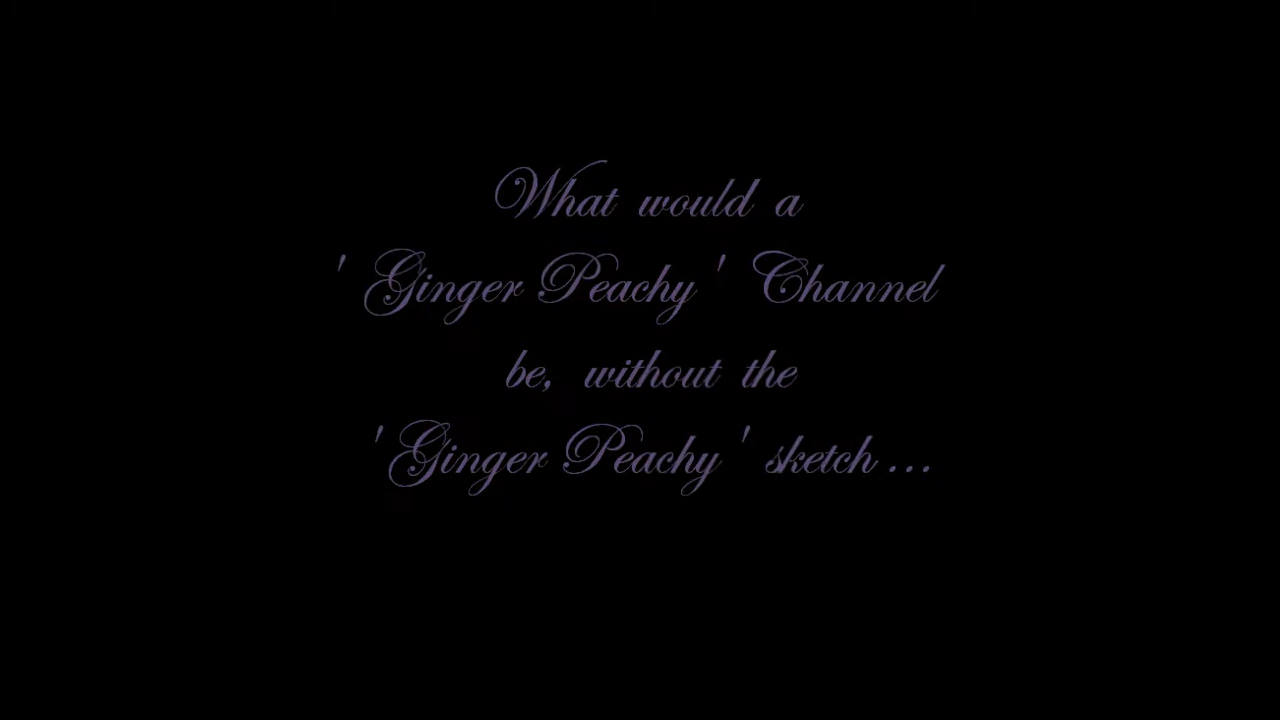 What would a
' Ginger Peachy ' Channel
be, without the
' Ginger Peachy ' sketch ...